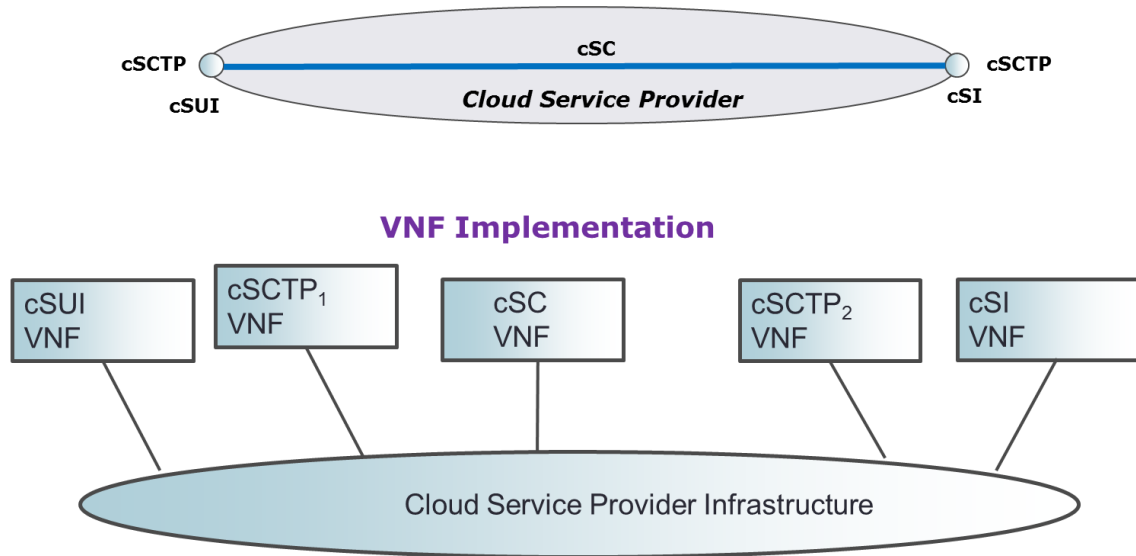 cSC
cSCTP
cSCTP
cSUI
Cloud Service Provider
cSI
VNF Implementation
cSUI
VNF
cSCTP₁
VNF
cSC
VNF
cSCTP₂
VNF
cSI
VNF
Cloud Service Provider Infrastructure